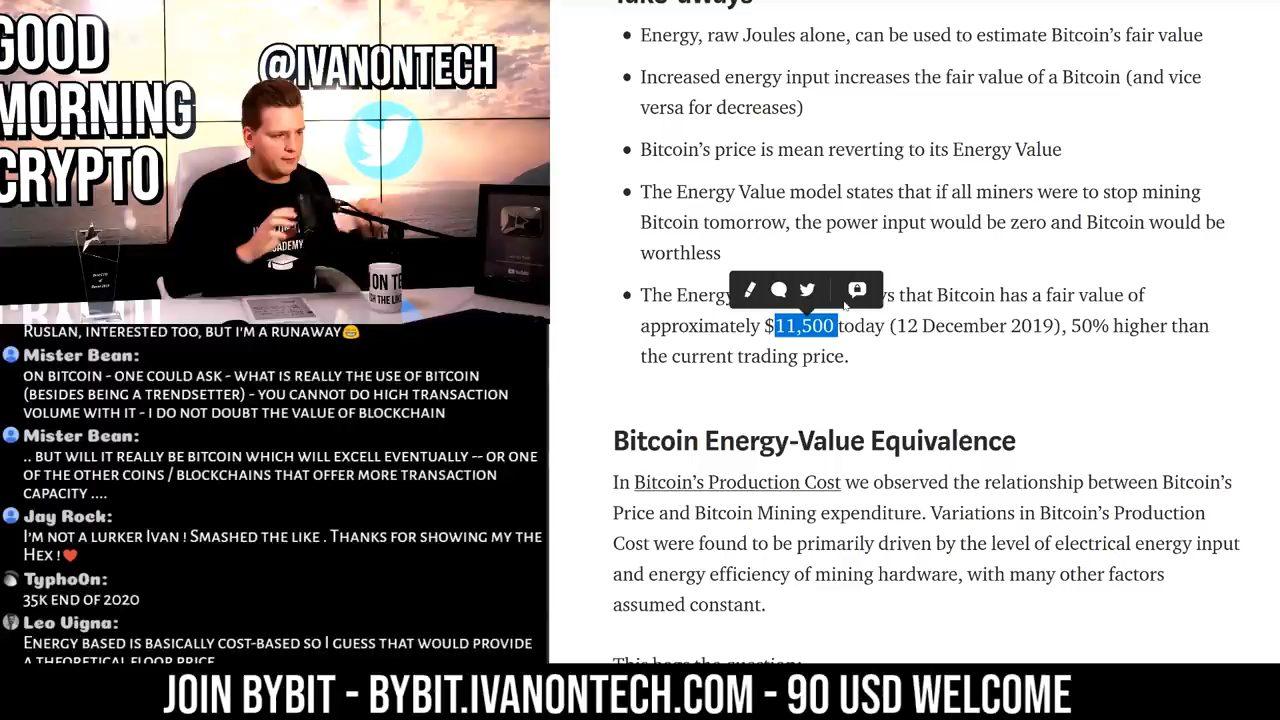 GOOD
MORNING
CRYPTO
@IVANONTECH
ACADEMY
RUSLAN, INTERESTED TOO, BUT I'M A RUNAWAY😂
Mister Bean:
ON BITCOIN - ONE COULD ASK - WHAT IS REALLY THE USE OF BITCOIN
(BESIDES BEING A TRENDSETTER) - YOU CANNOT DO HIGH TRANSACTION
VOLUME WITH IT - I DO NOT DOUBT THE VALUE OF BLOCKCHAIN
Mister Bean:
.. BUT WILL IT REALLY BE BITCOIN WHICH WILL EXCELL EVENTUALLY -- OR ONE
OF THE OTHER COINS / BLOCKCHAINS THAT OFFER MORE TRANSACTION
CAPACITY ....
Jay Rock:
I'M NOT A LURKER IVAN ! SMASHED THE LIKE . THANKS FOR SHOWING MY THE
HEX !❤️
TyphoOn:
35K END OF 2020
Leo Vigna:
ENERGY BASED IS BASICALLY COST-BASED SO I GUESS THAT WOULD PROVIDE
A THEORETICAL FLOOR PRICE
Take-aways
• Energy, raw Joules alone, can be used to estimate Bitcoin's fair value
• Increased energy input increases the fair value of a Bitcoin (and vice
versa for decreases)
• Bitcoin's price is mean reverting to its Energy Value
• The Energy Value model states that if all miners were to stop mining
Bitcoin tomorrow, the power input would be zero and Bitcoin would be
worthless
• The Energy that Bitcoin has a fair value of
approximately $11,500 today (12 December 2019), 50% higher than
the current trading price.
Bitcoin Energy-Value Equivalence
In Bitcoin's Production Cost we observed the relationship between Bitcoin's
Price and Bitcoin Mining expenditure. Variations in Bitcoin's Production
Cost were found to be primarily driven by the level of electrical energy input
and energy efficiency of mining hardware, with many other factors
assumed constant.
This begs the question:
JOIN BYBIT - BYBIT.IVANONTECH.COM - 90 USD WELCOME